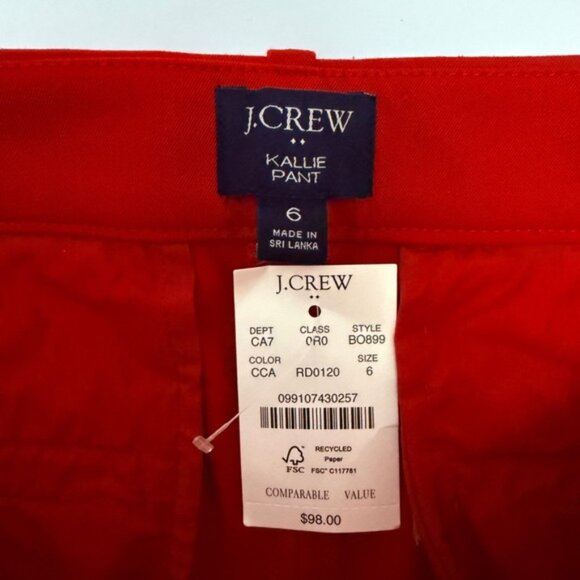 J.CREW
KALLIE
PANT
6
MADE IN
SRI LANKA
J.CREW
DEPT CLASS STYLE
CA7 0R0 BO899
COLOR SIZE
CCA RD0120 6
099107430257
RECYCLED
Paper
FSC FSC® C117781
COMPARABLE VALUE
$98.00